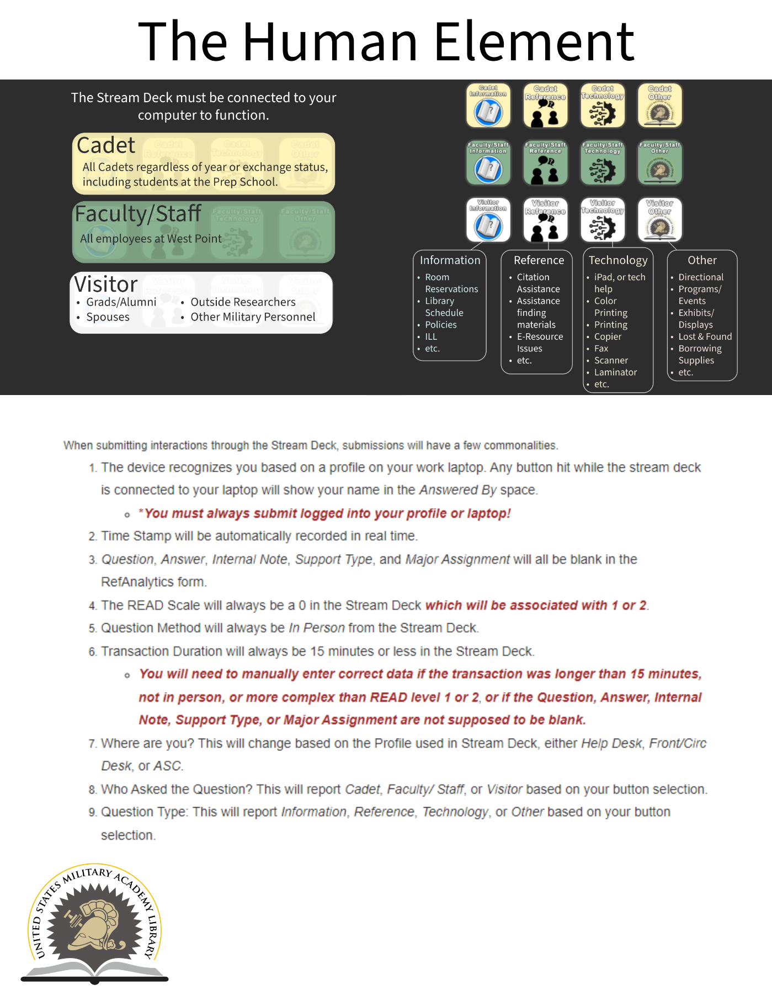 The Human Element
The Stream Deck must be connected to your
computer to function.
Cadet
All Cadets regardless of year or exchange status,
including students at the Prep School.
Faculty/Staff
All employees at West Point
Visitor
• Grads/Alumni
• Spouses
• Outside Researchers
• Other Military Personnel
Cadet
Information
Cadet
Reference
Cadet
Technology
Cadet
Other
Faculty/Staff
Information
Faculty/Staff
Reference
Faculty/Staff
Technology
Faculty/Staff
Other
Visitor
Information
Visitor
Reference
Visitor
Technology
Visitor
Other
Information
• Room
Reservations
• Library
Schedule
• Policies
• ILL
• etc.
Reference
• Citation
Assistance
• Assistance
finding
materials
• E-Resource
Issues
• etc.
Technology
• iPad, or tech
help
• Color
Printing
• Printing
• Copier
• Fax
• Scanner
• Laminator
• etc.
Other
• Directional
• Programs/
Events
• Exhibits/
Displays
• Lost & Found
• Borrowing
Supplies
• etc.
When submitting interactions through the Stream Deck, submissions will have a few commonalities.
1. The device recognizes you based on a profile on your work laptop. Any button hit while the stream deck
is connected to your laptop will show your name in the Answered By space.
*You must always submit logged into your profile or laptop!
2. Time Stamp will be automatically recorded in real time.
3. Question, Answer, Internal Note, Support Type, and Major Assignment will all be blank in the
RefAnalytics form.
4. The READ Scale will always be a 0 in the Stream Deck which will be associated with 1 or 2.
5. Question Method will always be In Person from the Stream Deck.
6. Transaction Duration will always be 15 minutes or less in the Stream Deck.
You will need to manually enter correct data if the transaction was longer than 15 minutes,
not in person, or more complex than READ level 1 or 2, or if the Question, Answer, Internal
Note, Support Type, or Major Assignment are not supposed to be blank.
7. Where are you? This will change based on the Profile used in Stream Deck, either Help Desk, Front/Circ
Desk, or ASC.
8. Who Asked the Question? This will report Cadet, Faculty/ Staff, or Visitor based on your button selection.
9. Question Type: This will report Information, Reference, Technology, or Other based on your button
selection.
UNITED STATES MILITARY ACADEMY LIBRARY